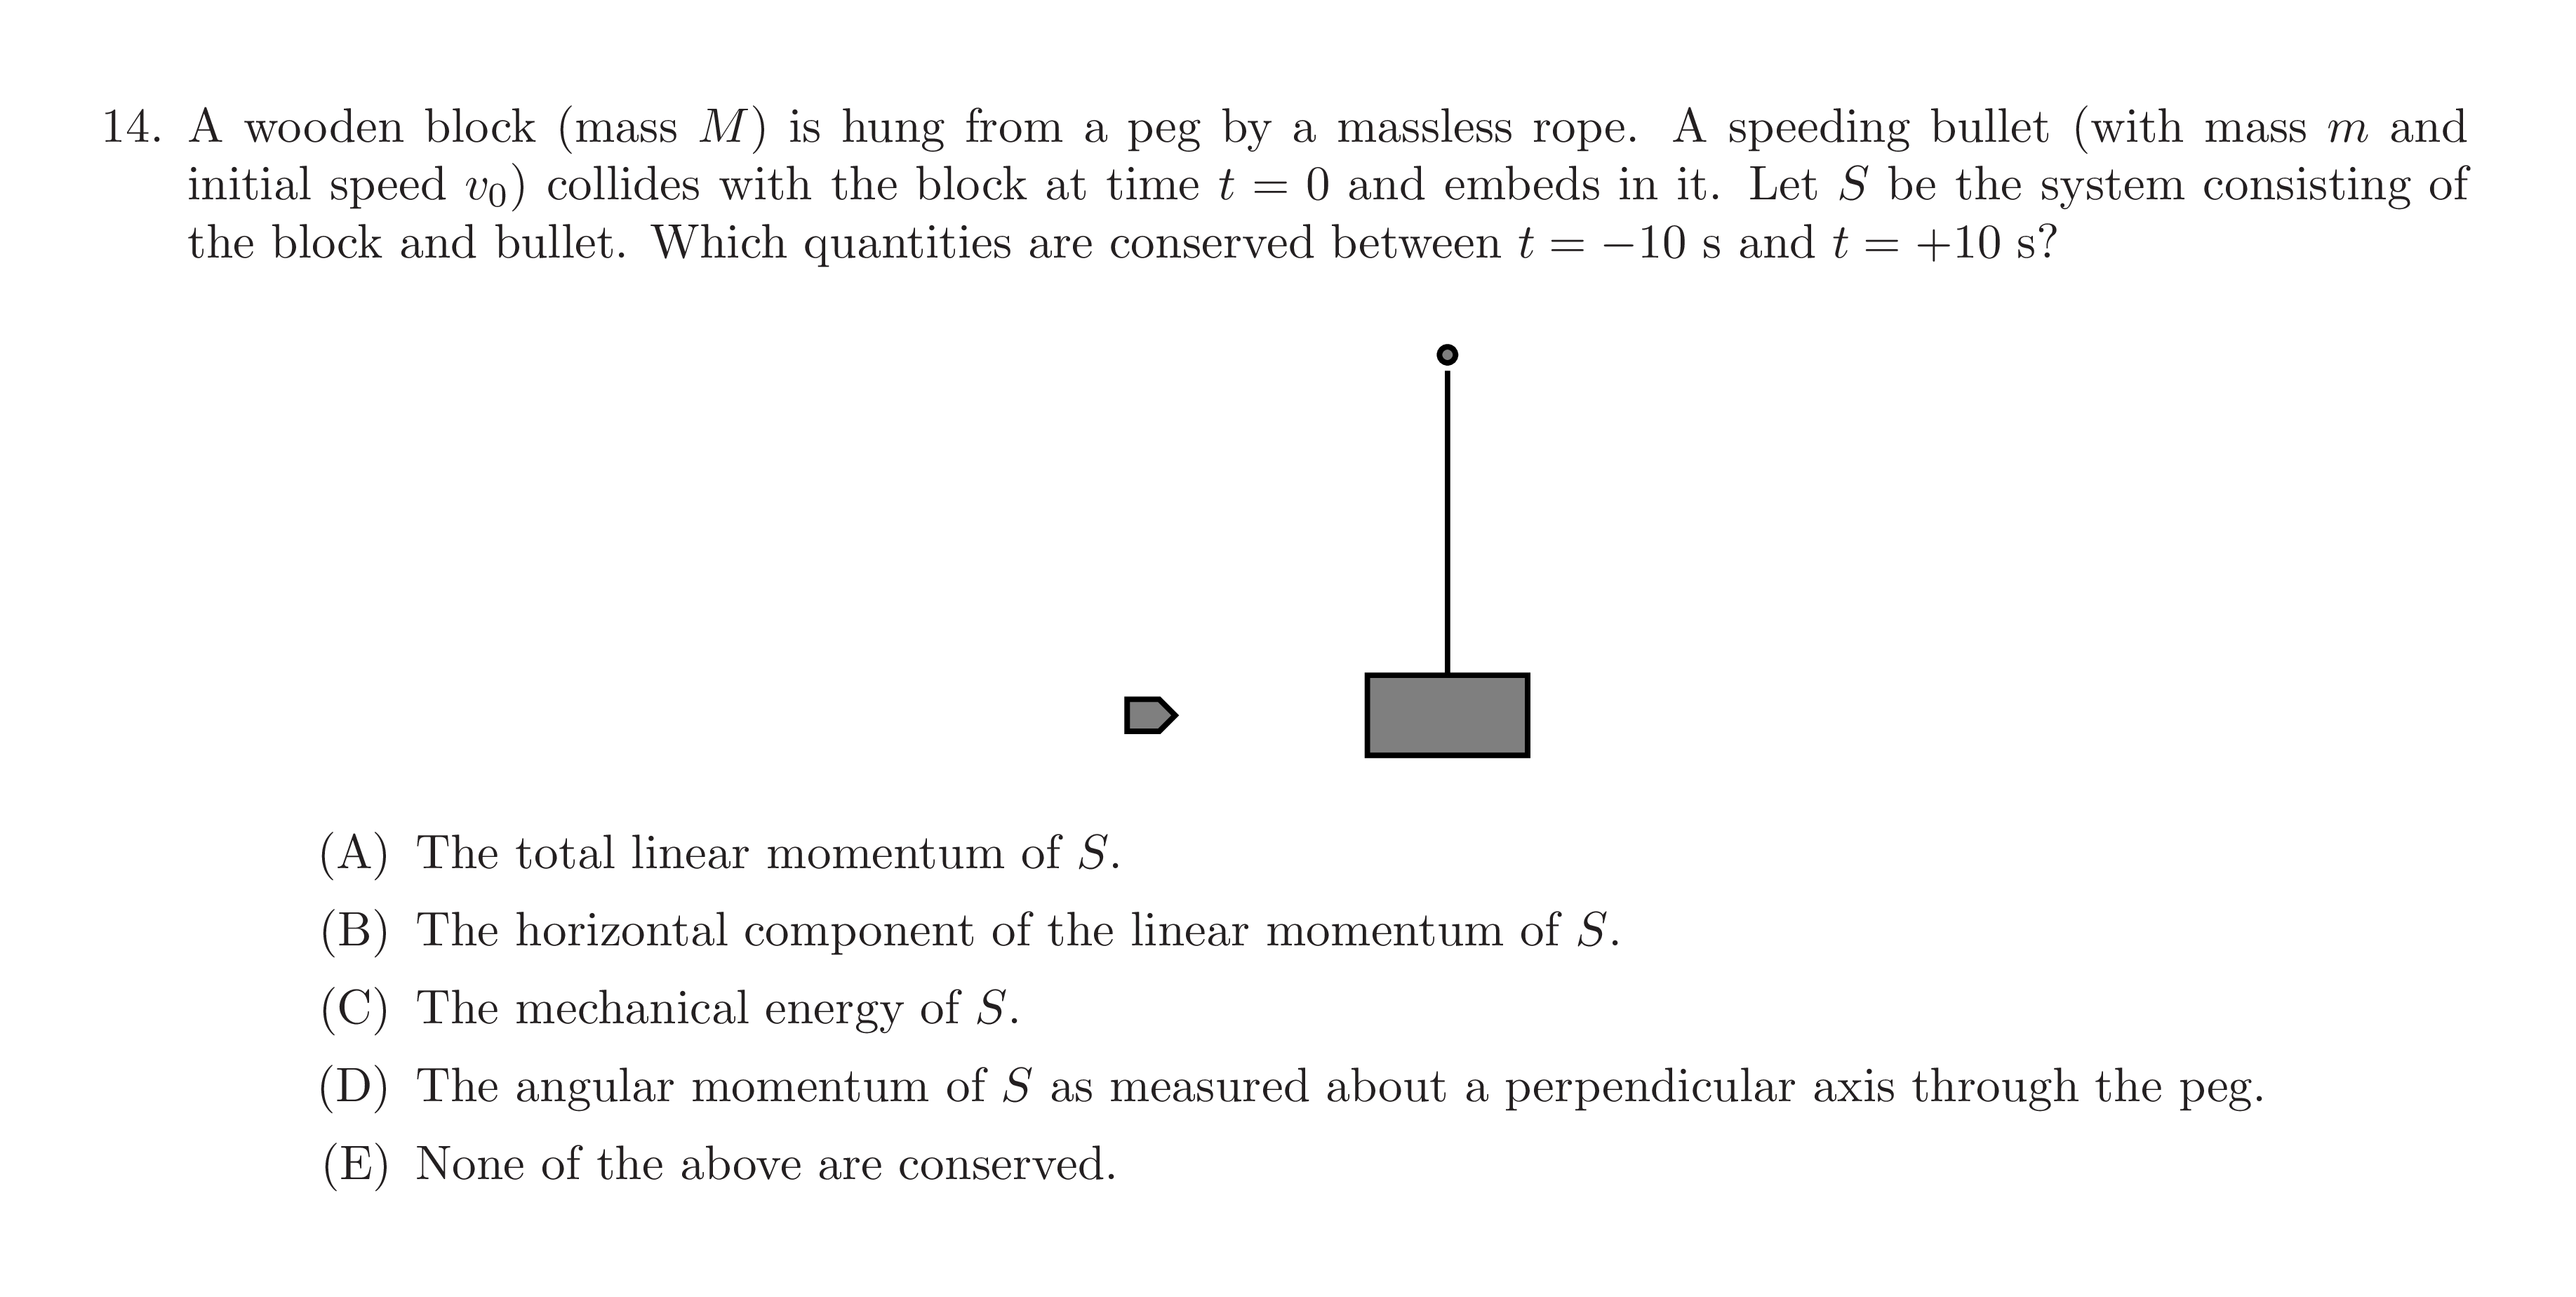 14. A wooden block (mass M) is hung from a peg by a massless rope. A speeding bullet (with mass m and
initial speed v₀) collides with the block at time t = 0 and embeds in it. Let S be the system consisting of
the block and bullet. Which quantities are conserved between t = −10 s and t = +10 s?
(A) The total linear momentum of S.
(B) The horizontal component of the linear momentum of S.
(C) The mechanical energy of S.
(D) The angular momentum of S as measured about a perpendicular axis through the peg.
(E) None of the above are conserved.